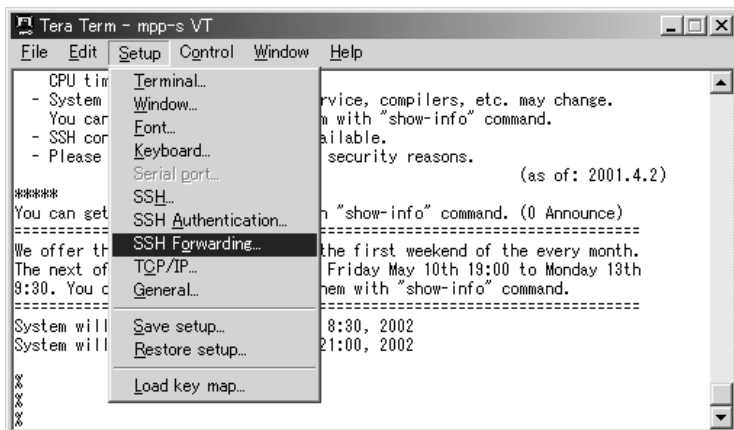 Tera Term - mpp-s VT
File Edit Setup Control Window Help
CPU tim
- System rvice, compilers, etc. may change.
You can m with "show-info" command.
- SSH con ailable.
- Please security reasons.
(as of: 2001.4.2)
*****
You can get n "show-info" command. (0 Announce)
==========================================================================
We offer th the first weekend of the every month.
The next of Friday May 10th 19:00 to Monday 13th
9:30. You c hem with "show-info" command.
==========================================================================
System will 8:30, 2002
System will 21:00, 2002
%
%
%
Terminal...
Window...
Font...
Keyboard...
Serial port...
SSH...
SSH Authentication...
SSH Forwarding...
TCP/IP...
General...
Save setup...
Restore setup...
Load key map...